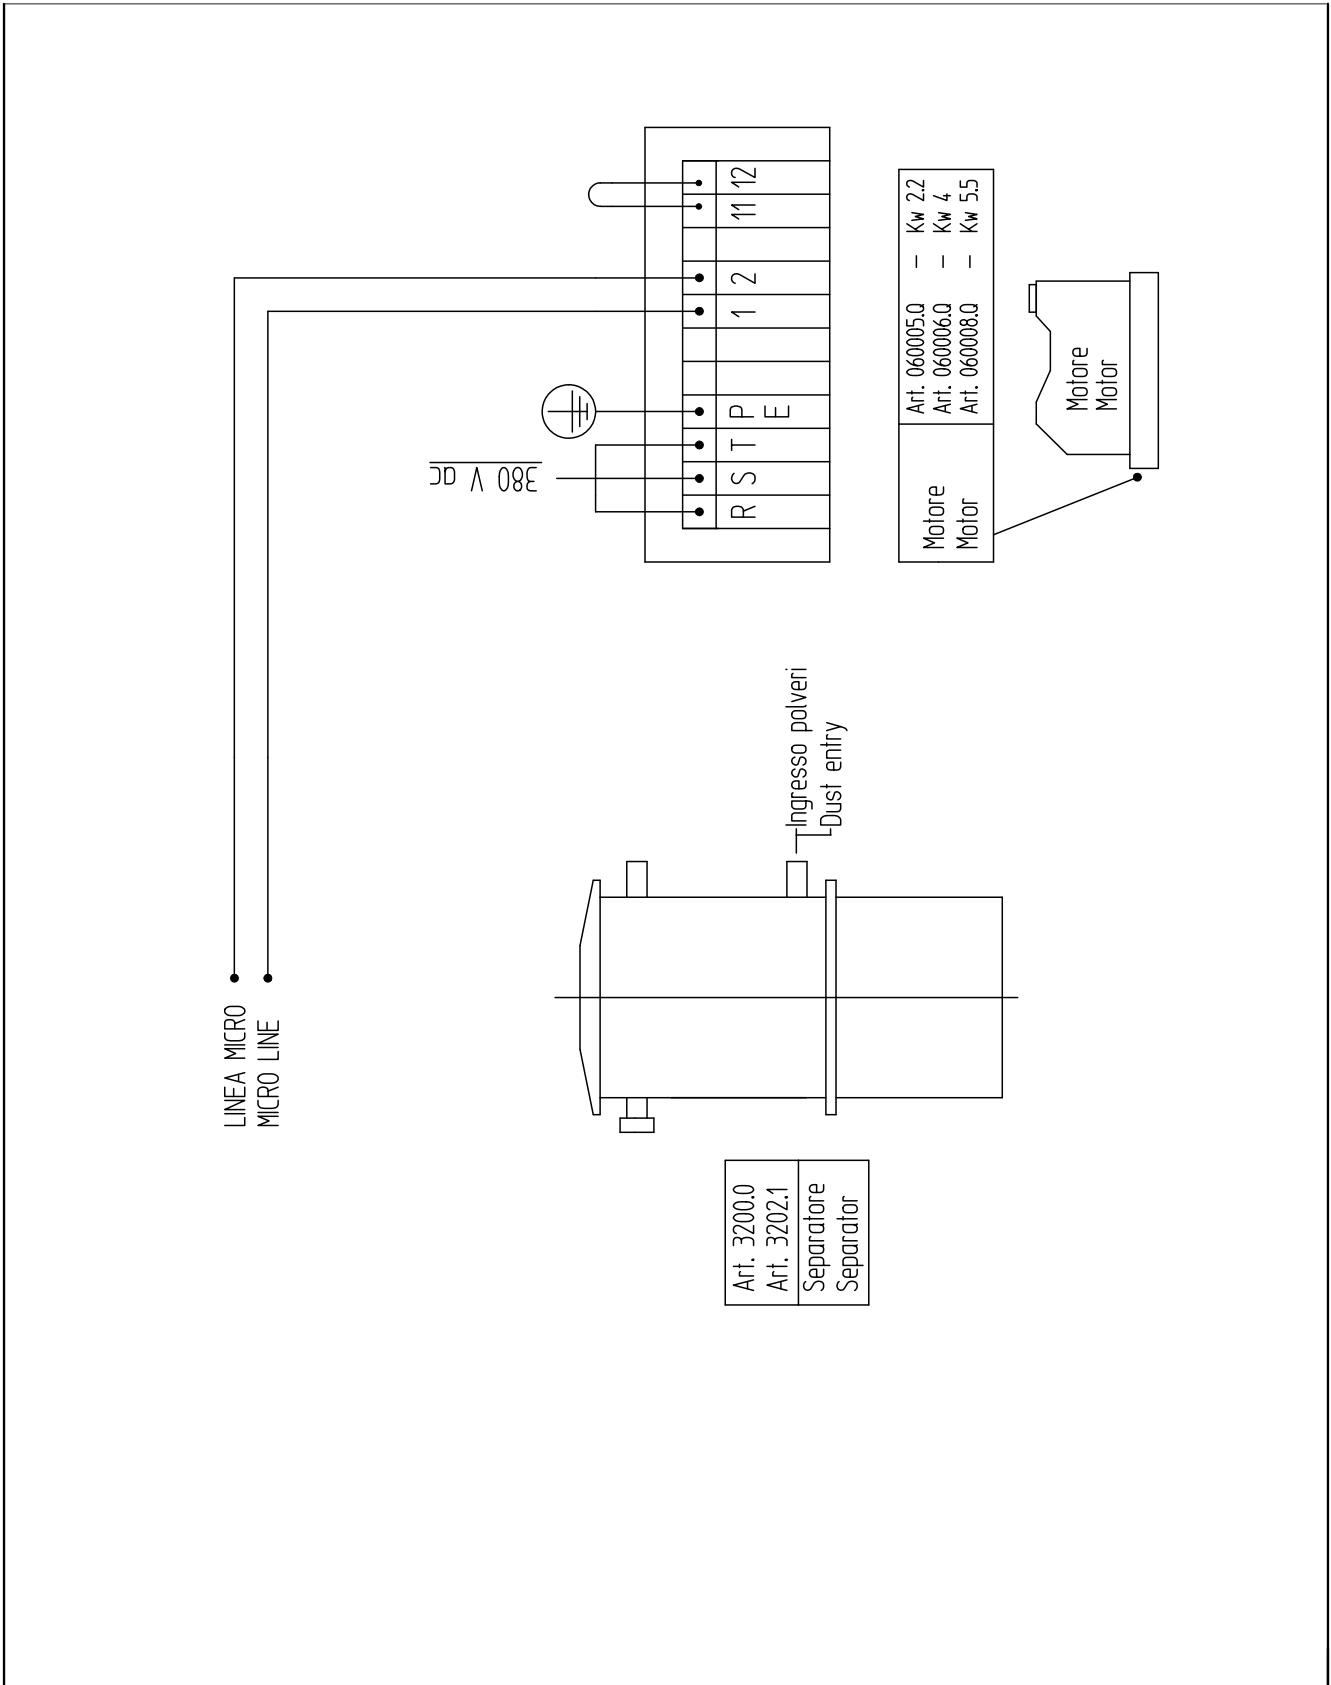 LINEA MICRO
MICRO LINE
380 V ac
R
S
T
P
E
1
2
11
12
Motore
Motor
Art. 060005.Q – Kw 2.2
Art. 060006.Q – Kw 4
Art. 060008.Q – Kw 5.5
Motore
Motor
Ingresso polveri
Dust entry
Art. 3200.0
Art. 3202.1
Separatore
Separator